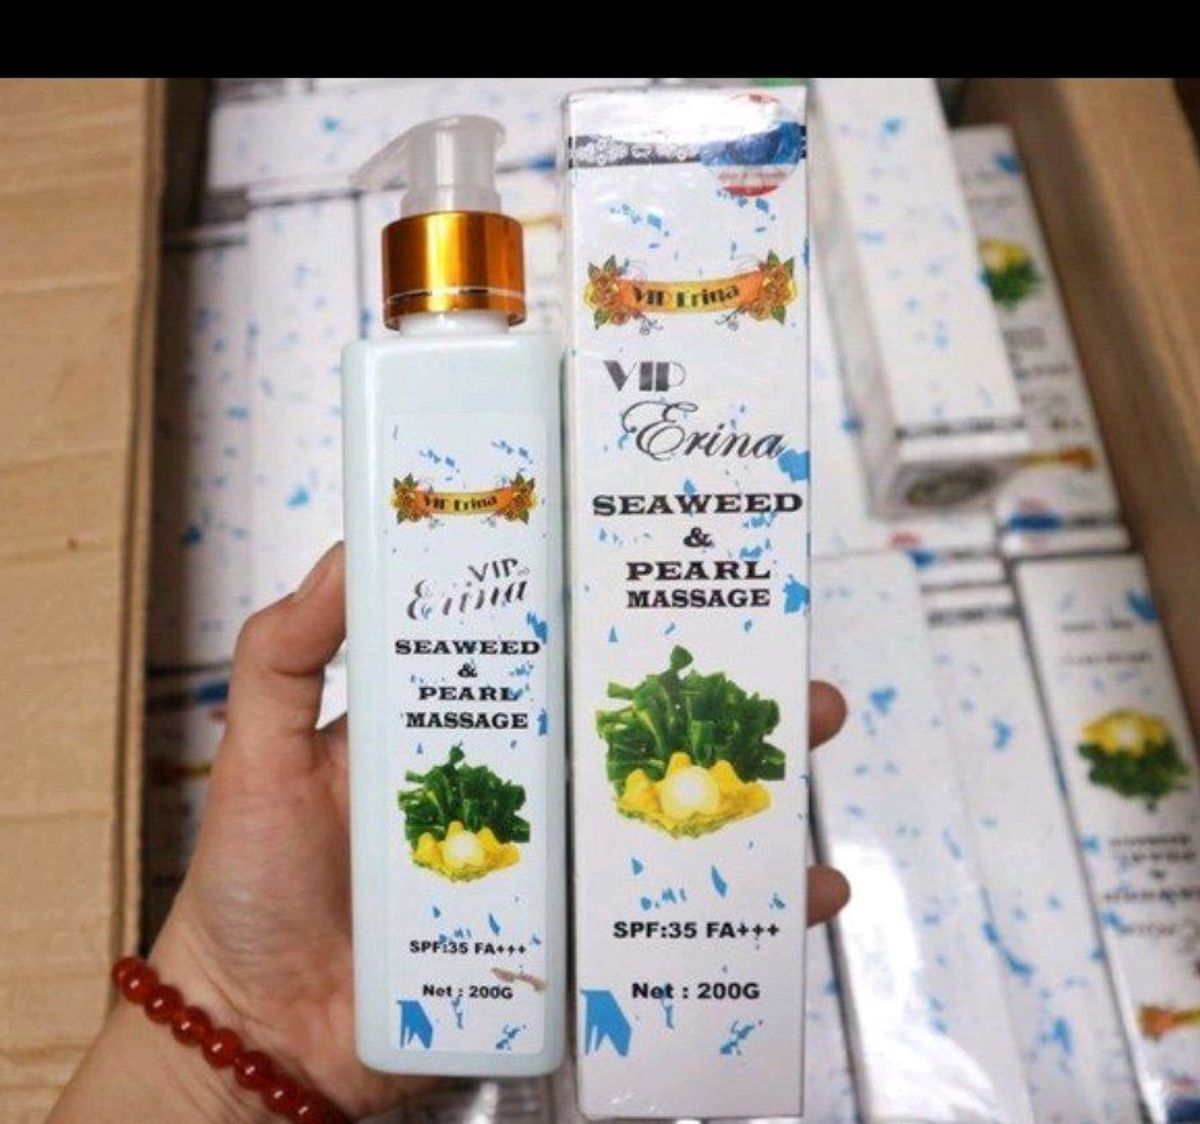 VIP Erina
VIP
Erina
SEAWEED
&
PEARL
MASSAGE
SPF:35 FA+++
Net : 200G
VIP Erina
VIP
Erina
SEAWEED
&
PEARL
MASSAGE
SPF:35 FA+++
Net : 200G